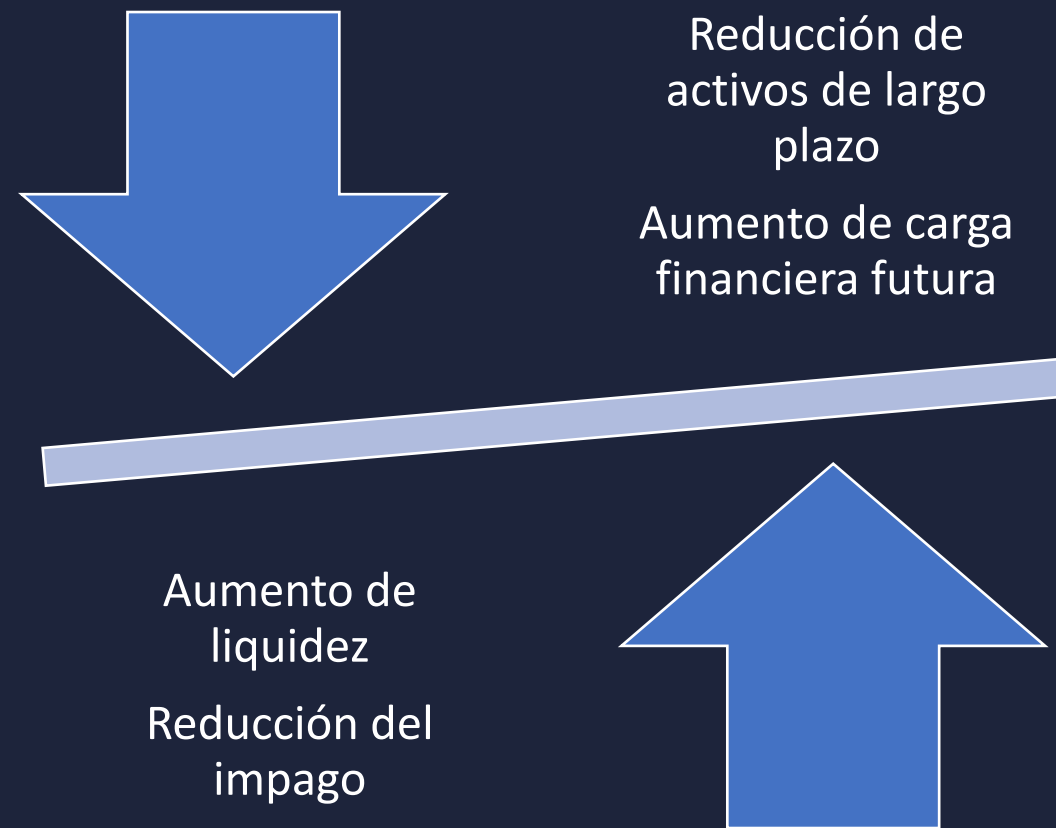 Reducción de
activos de largo
plazo
Aumento de carga
financiera futura
Aumento de
liquidez
Reducción del
impago